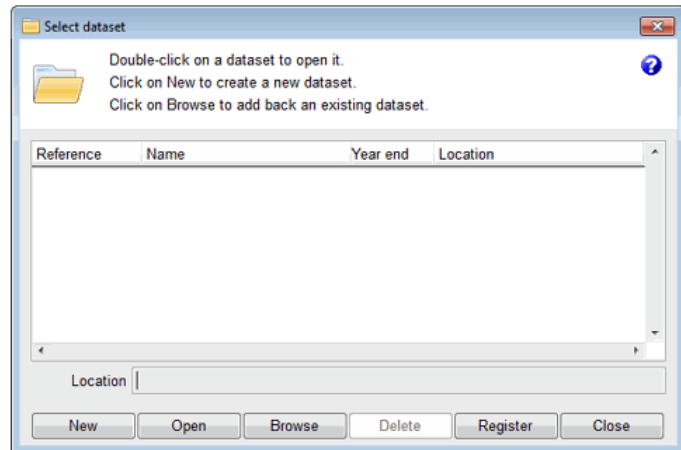 Select dataset
Double-click on a dataset to open it.
Click on New to create a new dataset.
Click on Browse to add back an existing dataset.
Reference Name Year end Location
Location
New Open Browse Delete Register Close